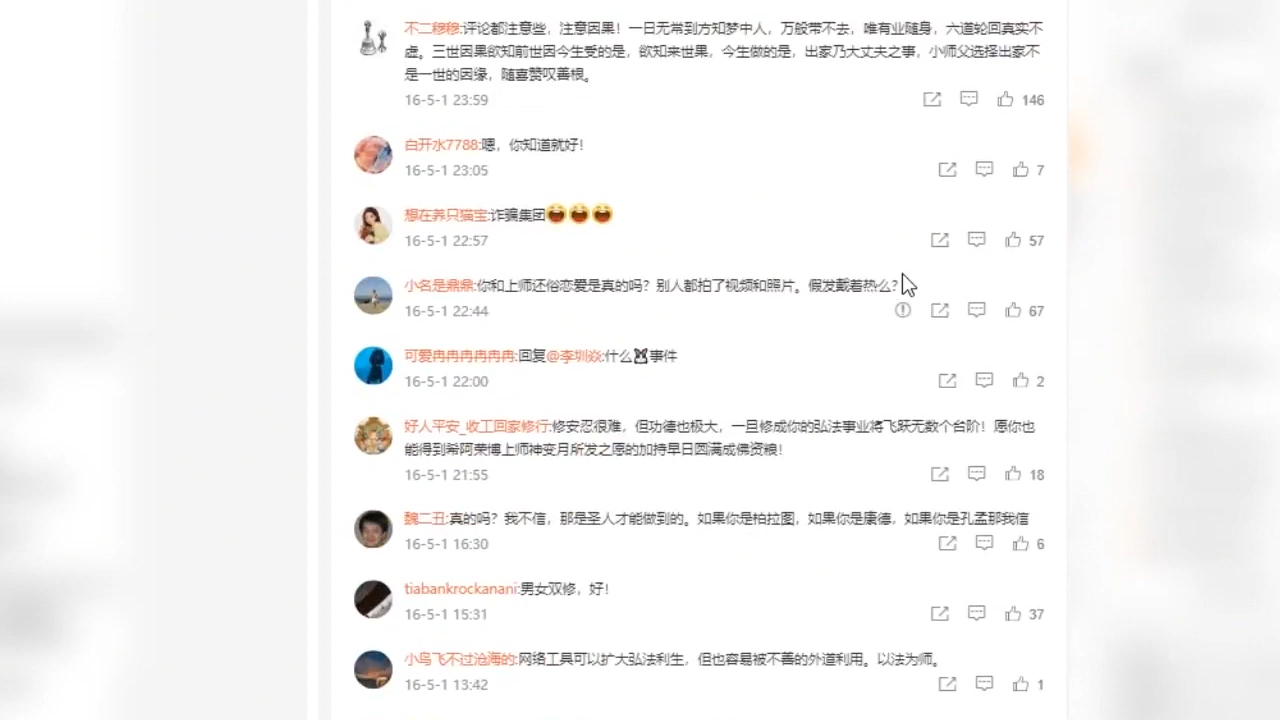 不二穆穆:评论都注意些，注意因果！一日无常到方知梦中人，万般带不去，唯有业随身，六道轮回真实不
虚。三世因果欲知前世因今生受的是，欲知来世果，今生做的是，出家乃大丈夫之事，小师父选择出家不
是一世的因缘，随喜赞叹善根。
16-5-1 23:59 146
白开水7788:嗯，你知道就好！
16-5-1 23:05 7
想在养只猫宝:诈骗集团
16-5-1 22:57 57
小名是鼎鼎:你和上师还俗恋爱是真的吗？别人都拍了视频和照片。假发戴着热么？
16-5-1 22:44 67
可爱冉冉冉冉冉冉:回复@李圳焱:什么事件
16-5-1 22:00 2
好人平安_收工回家修行:修安忍很难，但功德也极大，一旦修成你的弘法事业将飞跃无数个台阶！愿你也
能得到希阿荣博上师神变月所发之愿的加持早日圆满成佛资粮！
16-5-1 21:55 18
魏二丑:真的吗？我不信，那是圣人才能做到的。如果你是柏拉图，如果你是康德，如果你是孔孟那我信
16-5-1 16:30 6
tiabankrockanani:男女双修，好！
16-5-1 15:31 37
小鸟飞不过沧海的:网络工具可以扩大弘法利生，但也容易被不善的外道利用。以法为师。
16-5-1 13:42 1